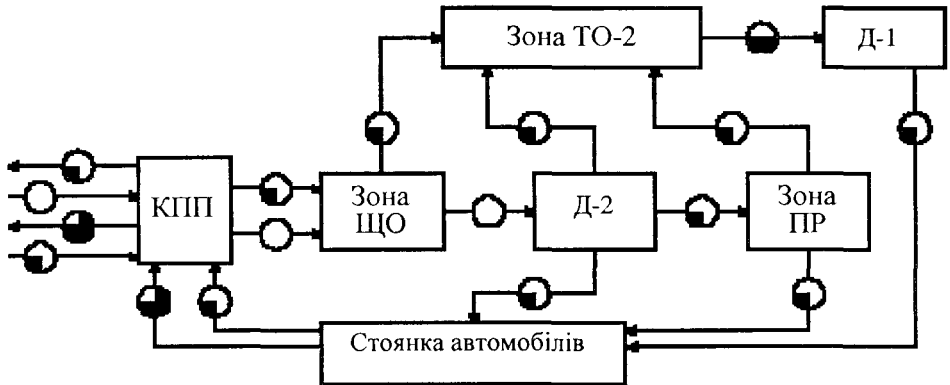 Зона ТО-2
Д-1
КПП
Зона
ЩО
Д-2
Зона
ПР
Стоянка автомобілів